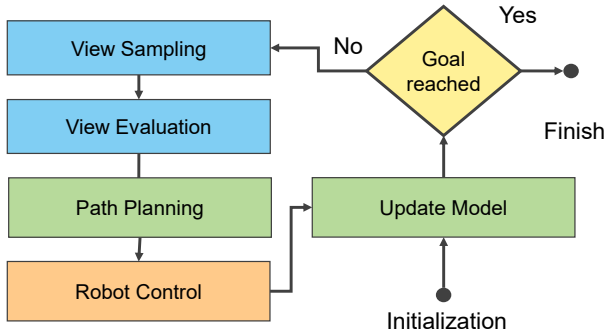 View Sampling
No
Yes
Goal
reached
View Evaluation
Finish
Path Planning
Update Model
Robot Control
Initialization